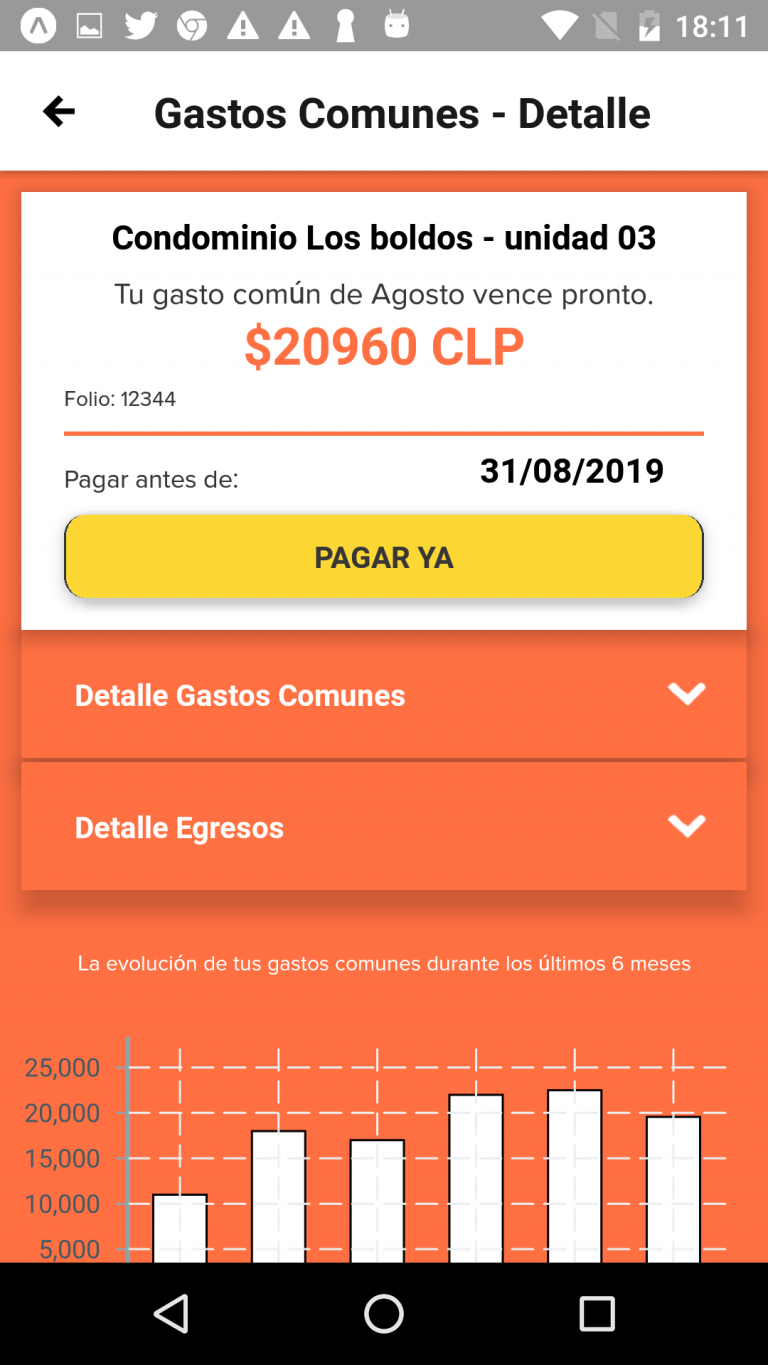 18:11
Gastos Comunes - Detalle
Condominio Los boldos - unidad 03
Tu gasto común de Agosto vence pronto.
$20960 CLP
Folio: 12344
Pagar antes de: 31/08/2019
PAGAR YA
Detalle Gastos Comunes
Detalle Egresos
La evolución de tus gastos comunes durante los últimos 6 meses
25,000
20,000
15,000
10,000
5,000